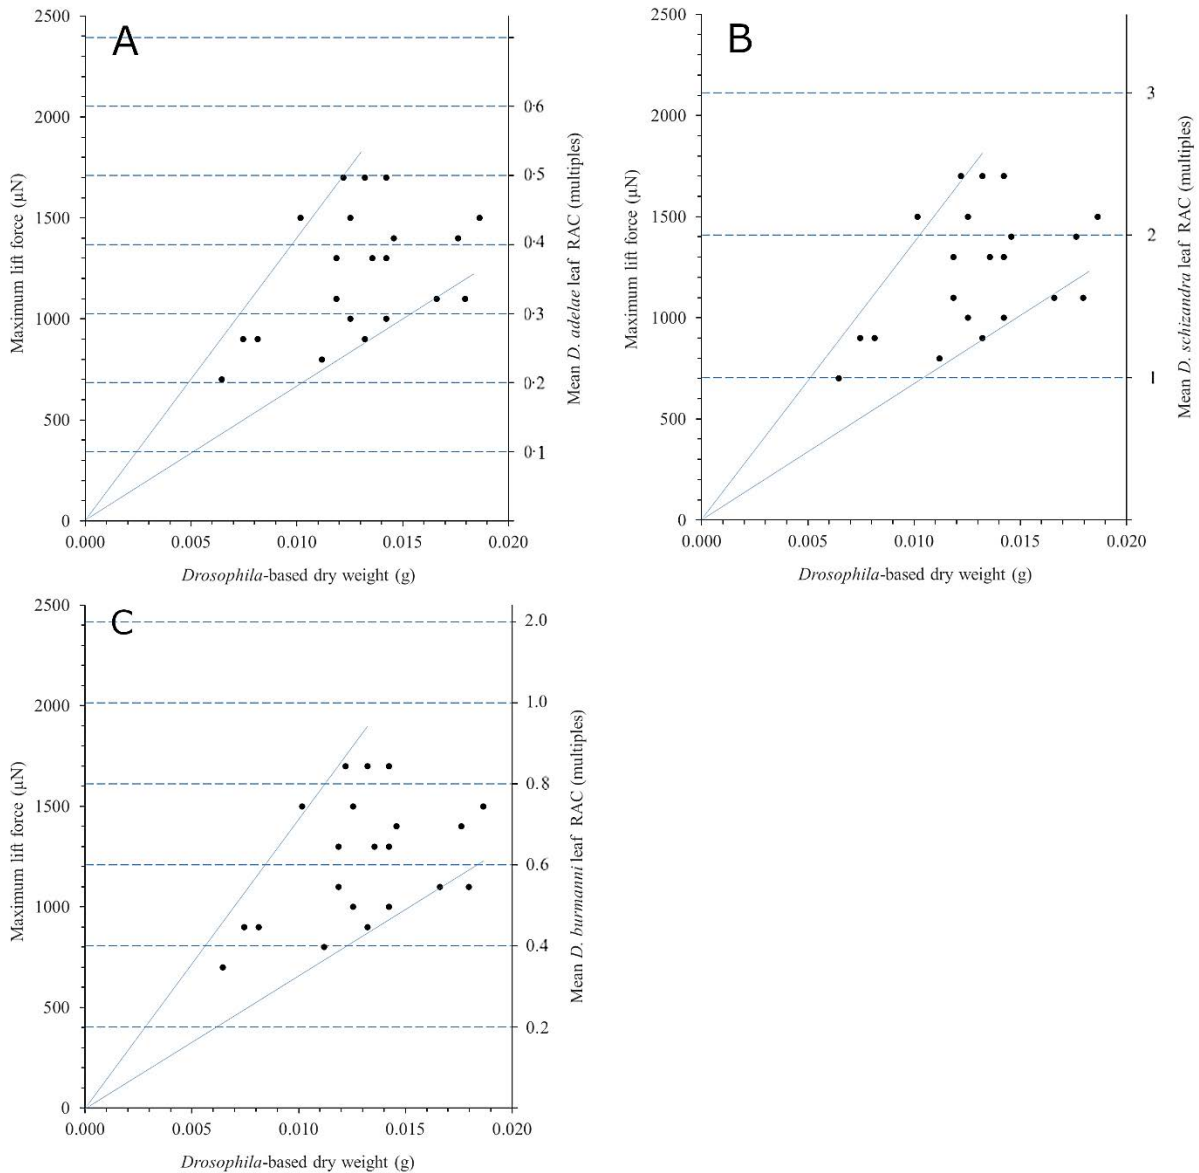 A
2500
2000
1500
1000
500
0
Maximum lift force (µN)
0·6
0·5
0·4
0·3
0·2
0·1
Mean D. adelae leaf RAC (multiples)
0.000 0.005 0.010 0.015 0.020
Drosophila-based dry weight (g)
B
2500
2000
1500
1000
500
0
Maximum lift force (µN)
3
2
1
Mean D. schizandra leaf RAC (multiples)
0.000 0.005 0.010 0.015 0.020
Drosophila-based dry weight (g)
C
2500
2000
1500
1000
500
0
Maximum lift force (µN)
2.0
1.0
0.8
0.6
0.4
0.2
Mean D. burmanni leaf RAC (multiples)
0.000 0.005 0.010 0.015 0.020
Drosophila-based dry weight (g)